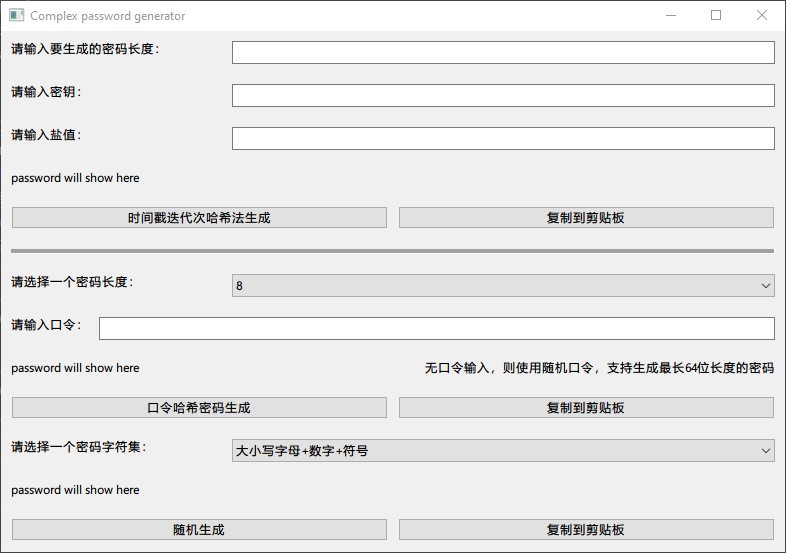 Complex password generator
请输入要生成的密码长度：
请输入密钥：
请输入盐值：
password will show here
时间戳迭代次哈希法生成 复制到剪贴板
请选择一个密码长度： 8
请输入口令：
password will show here 无口令输入，则使用随机口令，支持生成最长64位长度的密码
口令哈希密码生成 复制到剪贴板
请选择一个密码字符集： 大小写字母+数字+符号
password will show here
随机生成 复制到剪贴板